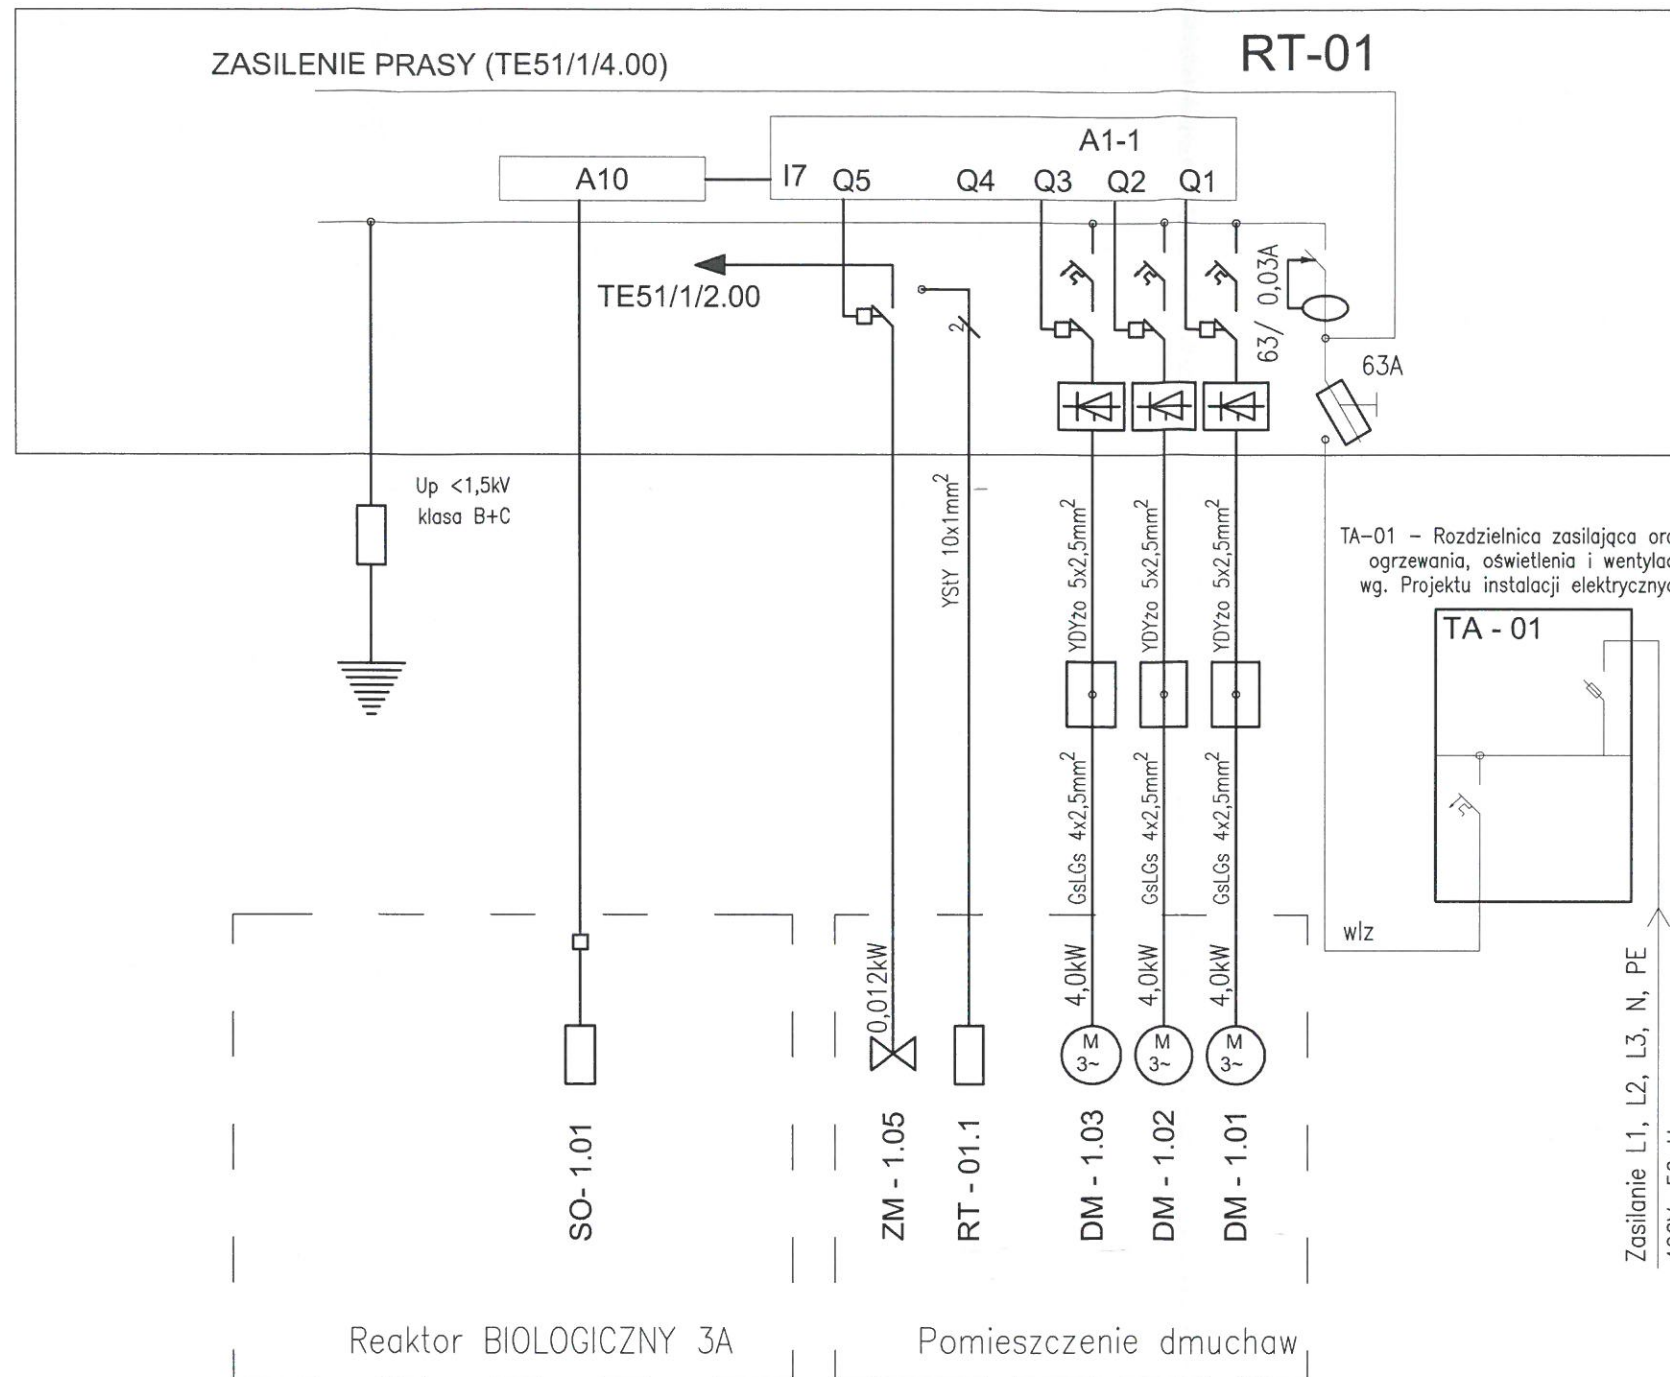 ZASILENIE PRASY (TE51/1/4.00)
RT-01
A1-1
A10
I7 Q5 Q4 Q3 Q2 Q1
TE51/1/2.00
2
63/ 0,03A
63A
Up <1,5kV
klasa B+C
YStY 10x1mm²
YDYżo 5x2,5mm²
YDYżo 5x2,5mm²
YDYżo 5x2,5mm²
TA-01 - Rozdzielnica zasilająca
ogrzewania, oświetlenia i
wg. Projektu instalacji
TA - 01
GsLGs 4x2,5mm²
GsLGs 4x2,5mm²
GsLGs 4x2,5mm²
wlz
0,012kW
4,0kW
4,0kW
4,0kW
M
3~
M
3~
M
3~
SO- 1.01
ZM - 1.05
RT - 01.1
DM - 1.03
DM - 1.02
DM - 1.01
Zasilanie L1, L2, L3, N, PE
Reaktor BIOLOGICZNY 3A
Pomieszczenie dmuchaw